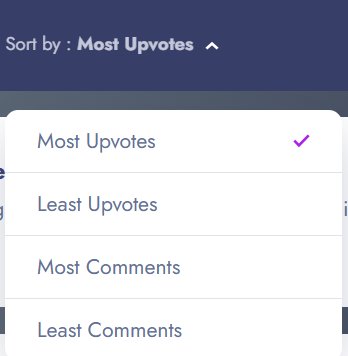 Sort by : Most Upvotes
Most Upvotes
Least Upvotes
Most Comments
Least Comments